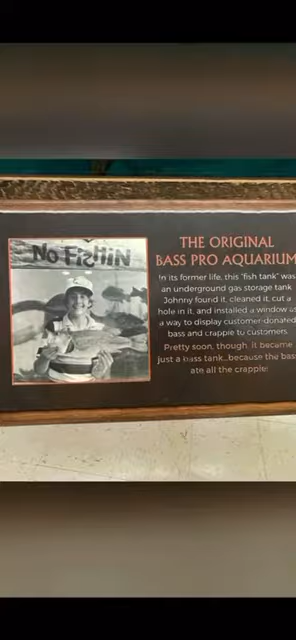 No FisHiN
THE ORIGINAL
BASS PRO AQUARIUM
In its former life, this "fish tank" was
an underground gas storage tank
Johnny found it, cleaned it, cut a
hole in it, and installed a window as
a way to display customer-donated
bass and crappie to customers.
Pretty soon, though, it became
just a bass tank...because the bass
ate all the crappie!